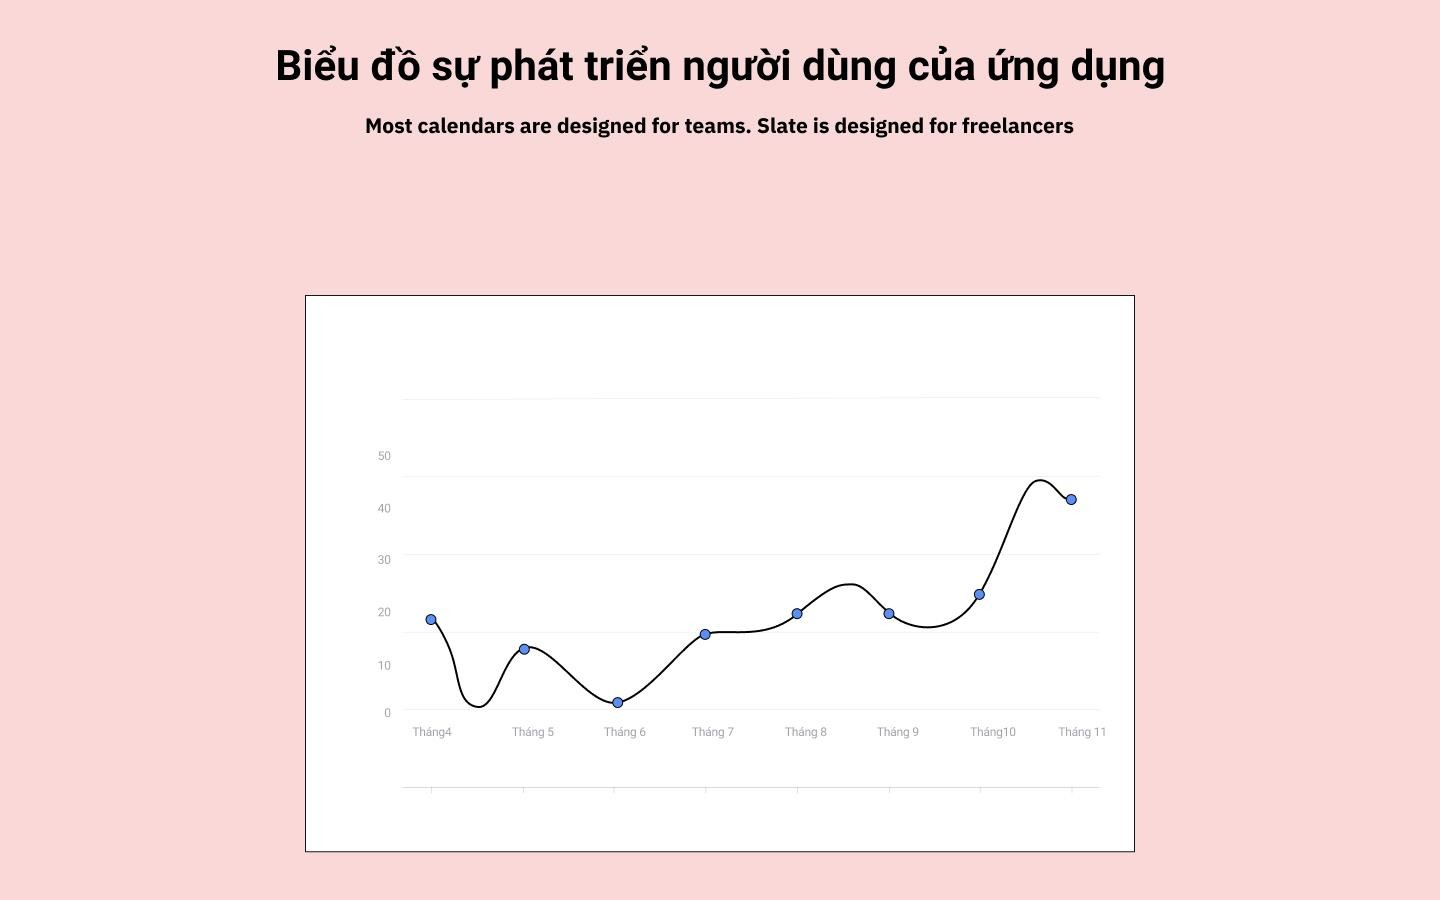 Biểu đồ sự phát triển người dùng của ứng dụng
Most calendars are designed for teams. Slate is designed for freelancers
50
40
30
20
10
0
Tháng4 Tháng 5 Tháng 6 Tháng 7 Tháng 8 Tháng 9 Tháng10 Tháng 11